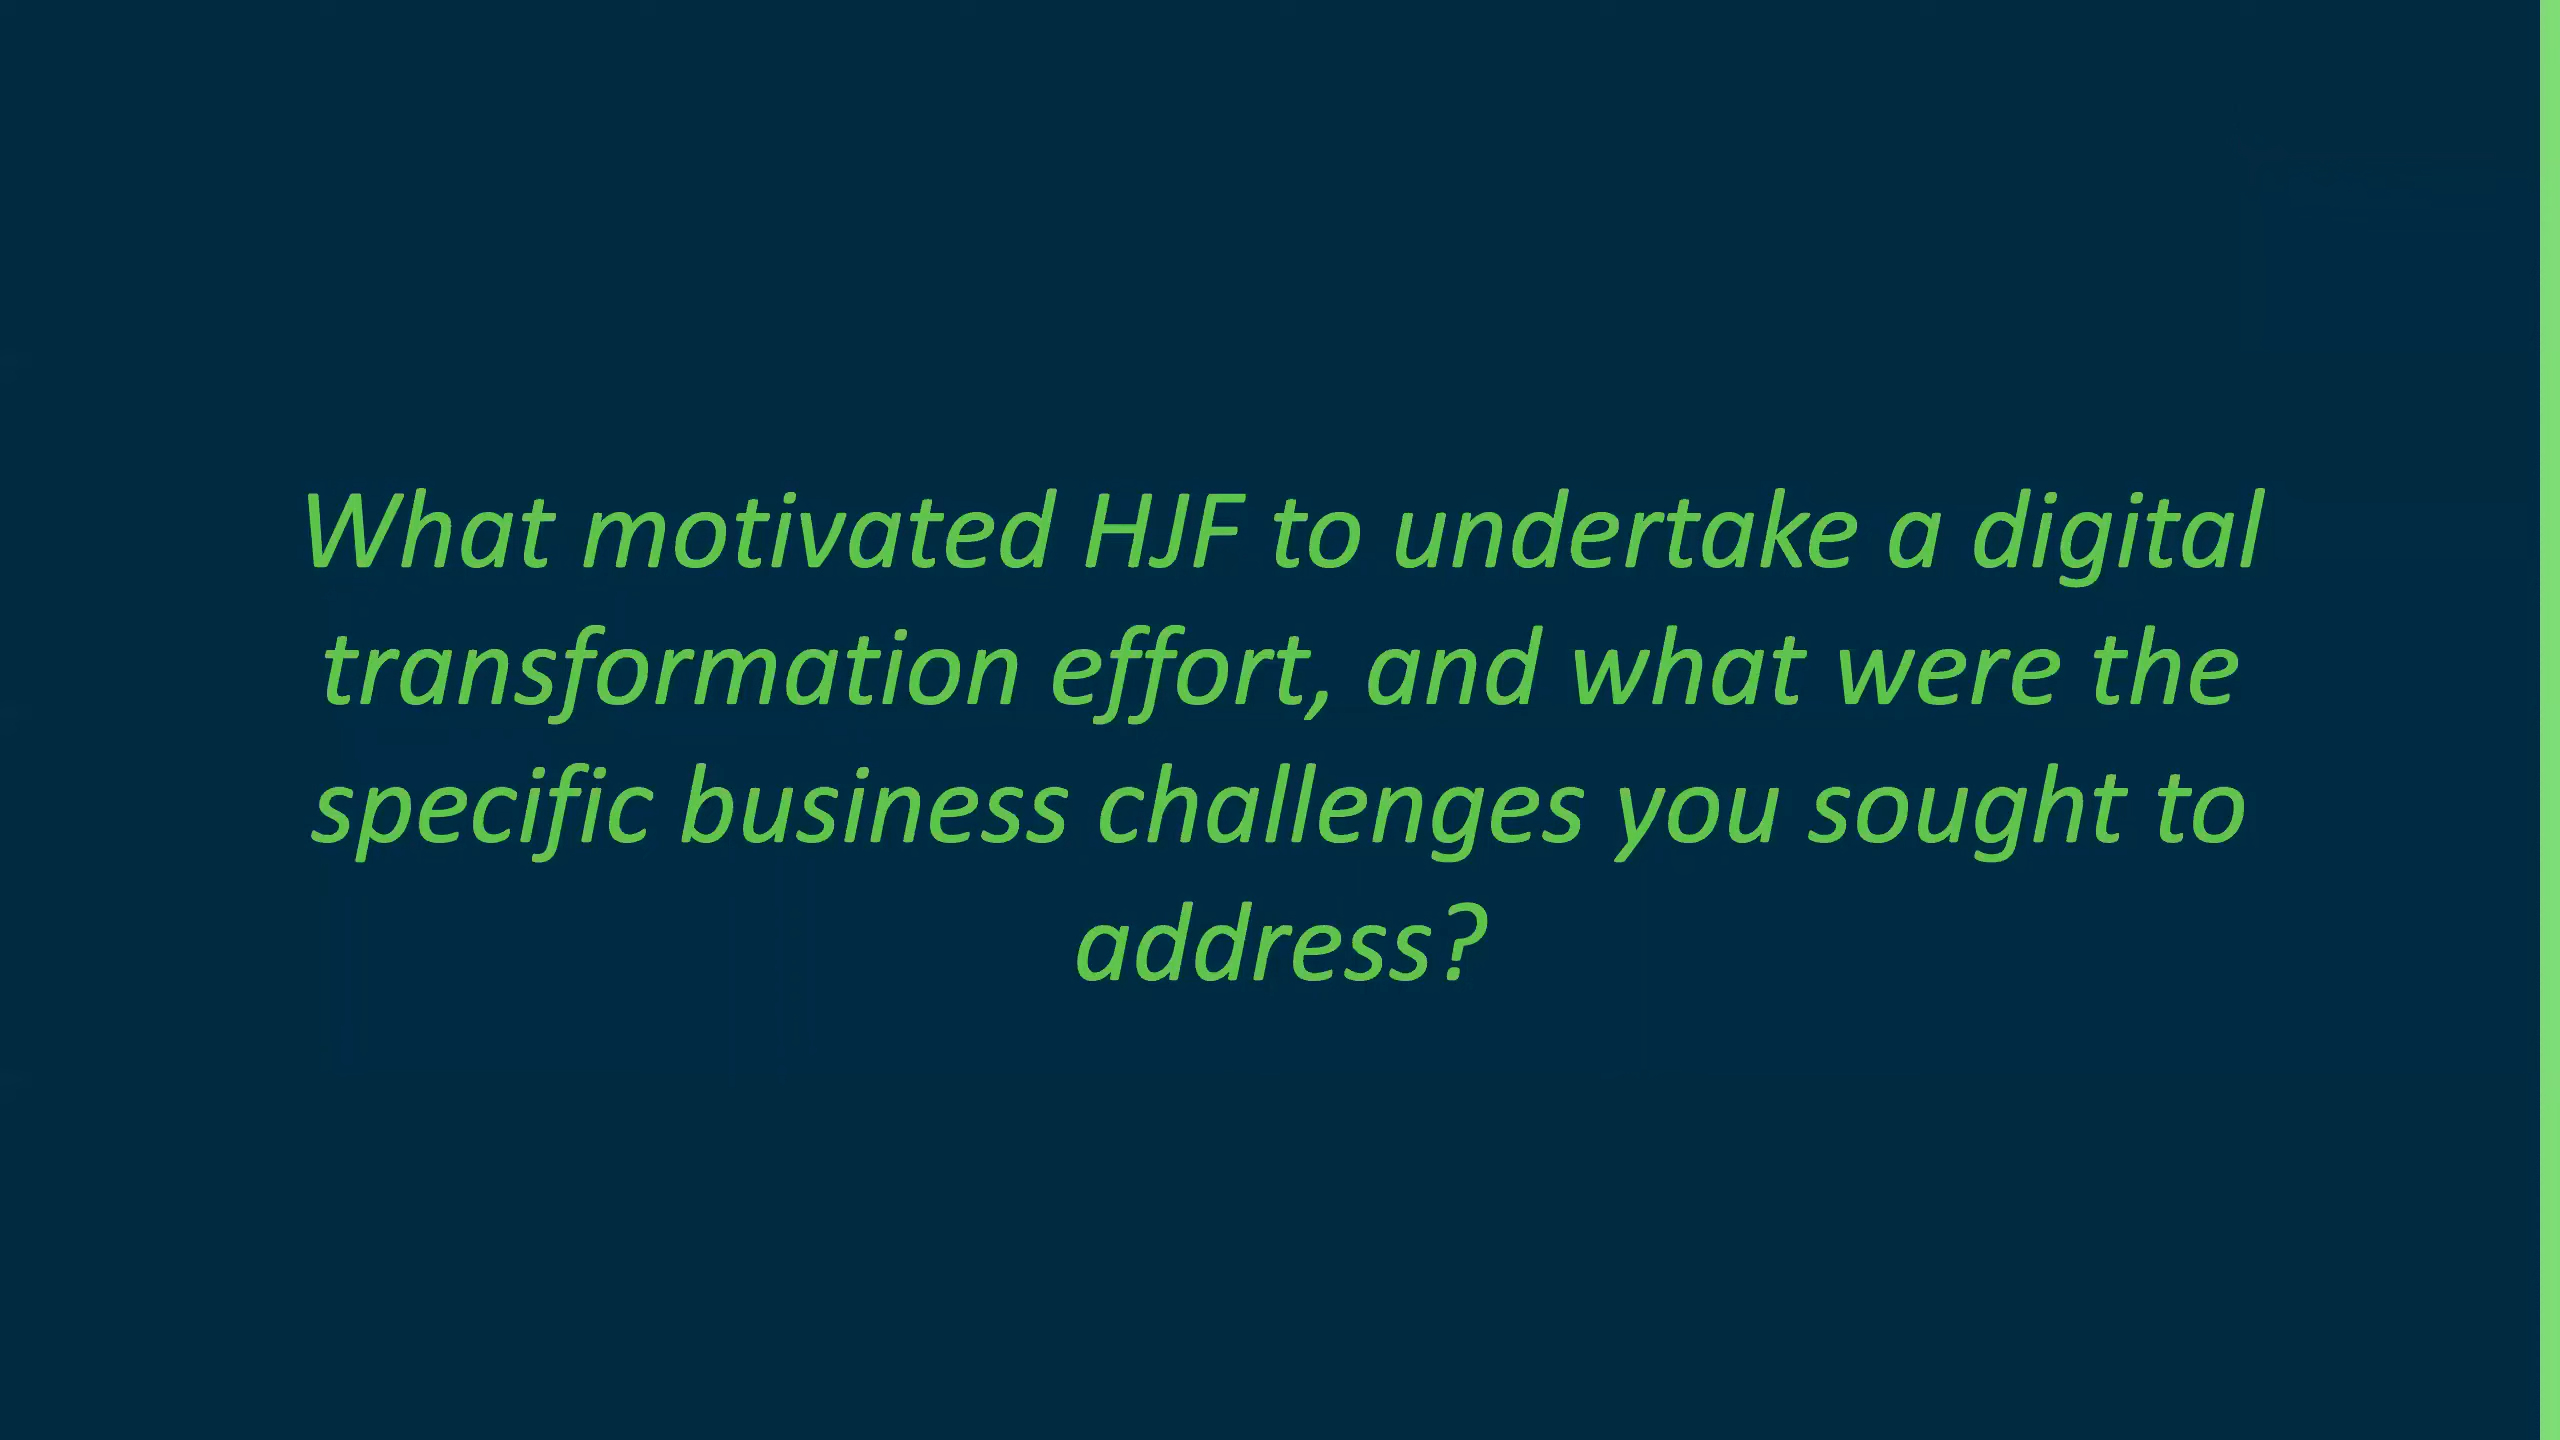 What motivated HJF to undertake a digital
transformation effort, and what were the
specific business challenges you sought to
address?